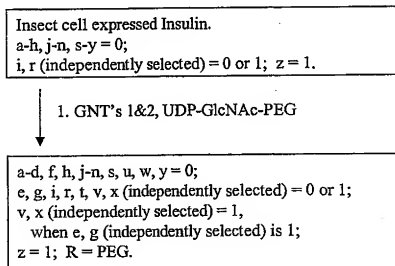 Insect cell expressed Insulin.
a-h, j-n, s-y = 0;
i, r (independently selected) = 0 or 1; z = 1.
1. GNT's 1&2, UDP-GlcNAc-PEG
a-d, f, h, j-n, s, u, w, y = 0;
e, g, i, r, t, v, x (independently selected) = 0 or 1;
v, x (independently selected) = 1,
when e, g (independently selected) is 1;
z = 1; R = PEG.